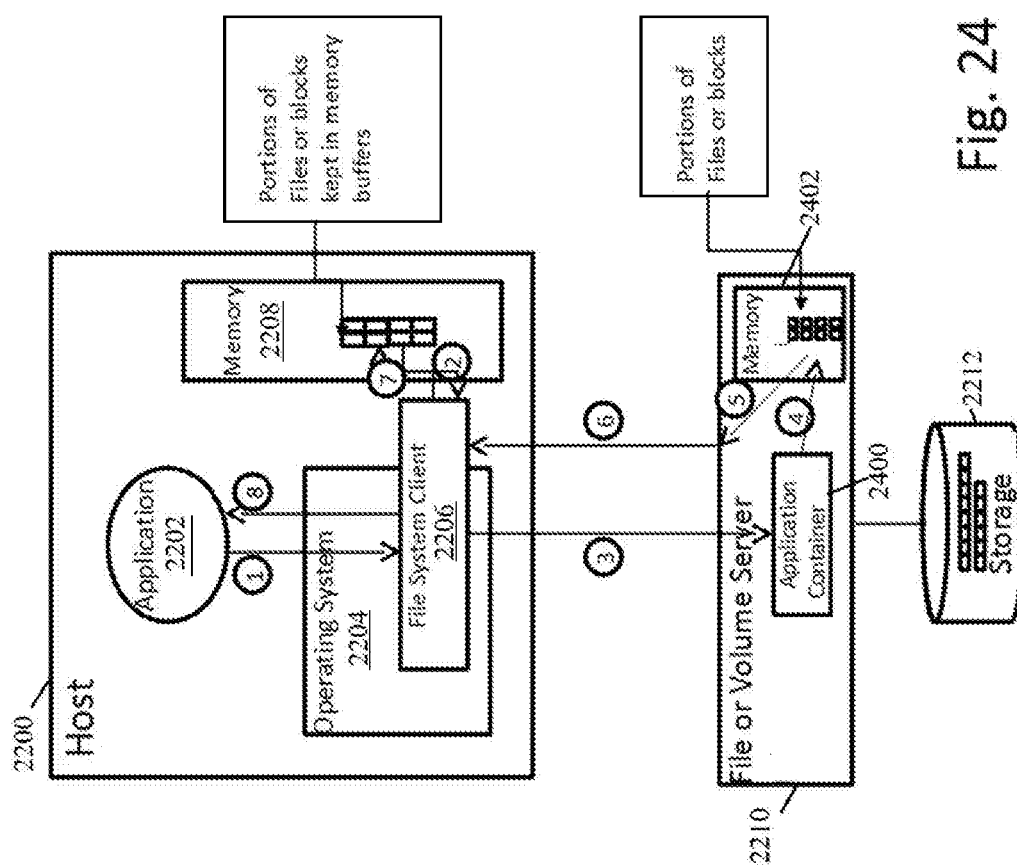 2200
Host
Application
2202
1
8
Operating System
2204
File System Client
2206
Memory
2208
7
2
Portions of
Files or blocks
kept in memory
buffers
3
6
2210
File or Volume Server
Application
Container
2400
4
5
Memory
2402
Portions of
Files or blocks
Storage
2212
Fig. 24